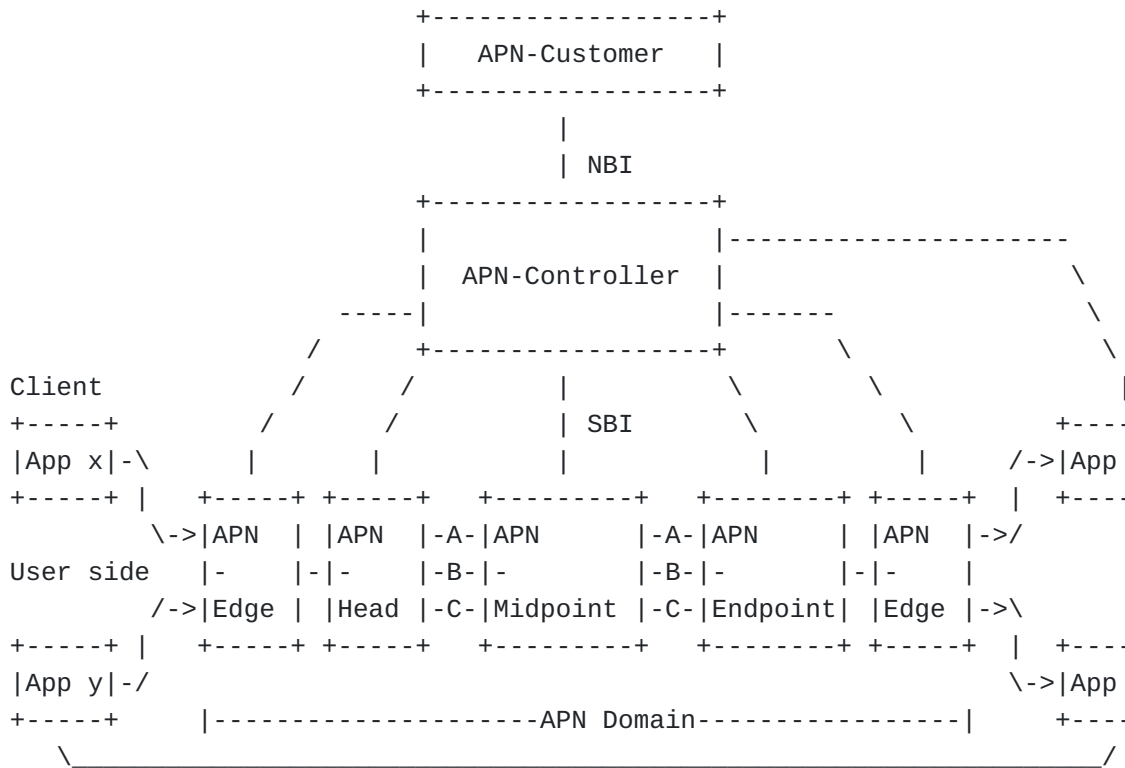 APN-Customer
NBI
APN-Controller
Client
SBI
App x App
APN APN -A- APN -A- APN APN
User side - - -B- - -B- - -
Edge Head -C- Midpoint -C- Endpoint Edge
App y App
APN Domain